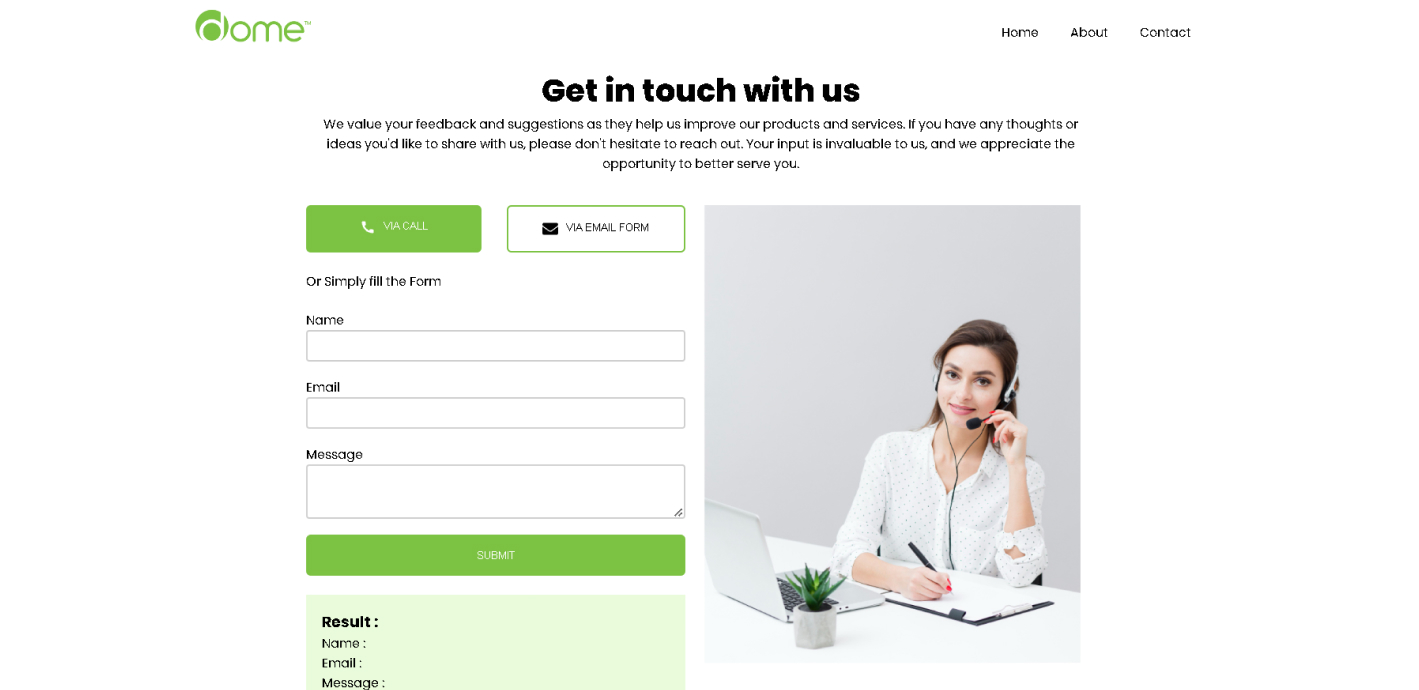 dome™
Home About Contact
Get in touch with us
We value your feedback and suggestions as they help us improve our products and services. If you have any thoughts or
ideas you'd like to share with us, please don't hesitate to reach out. Your input is invaluable to us, and we appreciate the
opportunity to better serve you.
VIA CALL VIA EMAIL FORM
Or Simply fill the Form
Name
Email
Message
SUBMIT
Result :
Name :
Email :
Message :